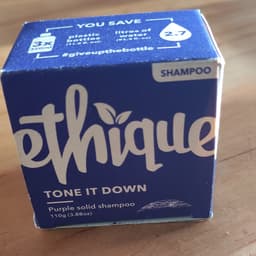 YOU SAVE
3x
plastic bottles
litres of water
2.7
#giveupthebottle
SHAMPOO
ethique
TONE IT DOWN
Purple solid shampoo
110g (3.88oz)